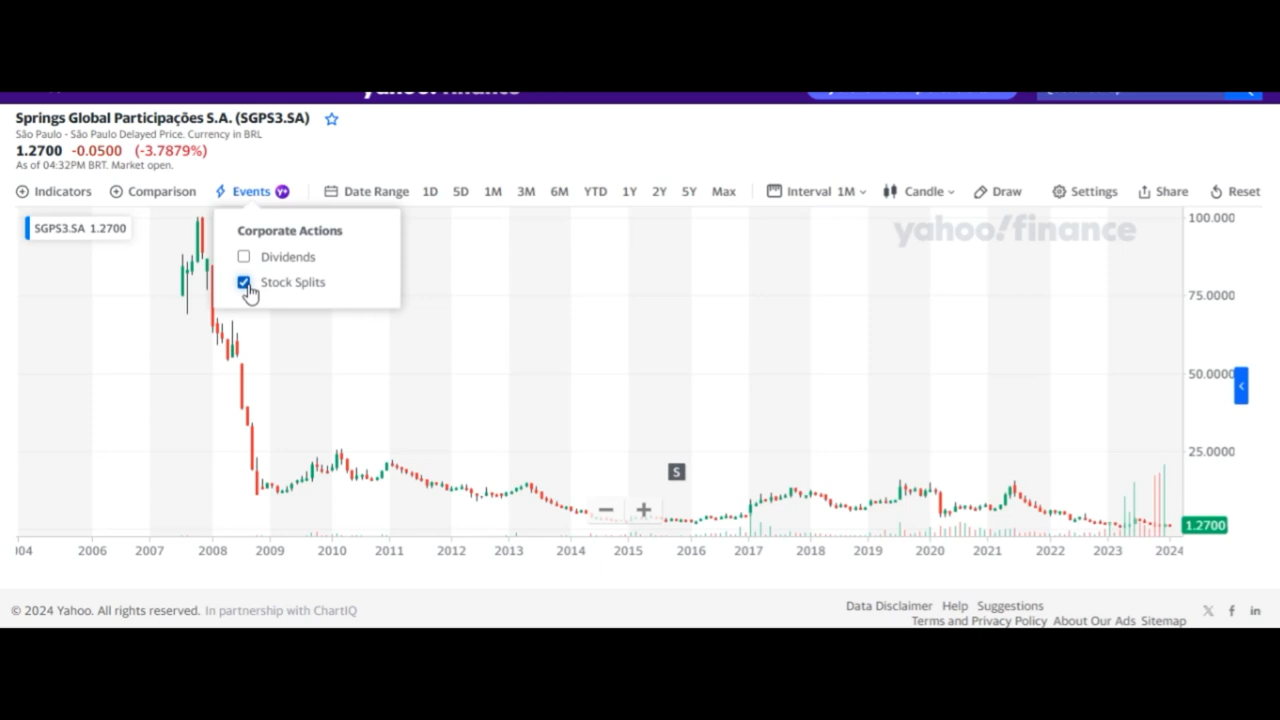 Springs Global Participações S.A. (SGPS3.SA)
São Paulo - São Paulo Delayed Price. Currency in BRL
1.2700 -0.0500 (-3.7879%)
As of 04:32PM BRT. Market open.
Indicators Comparison Events Y+ Date Range 1D 5D 1M 3M 6M YTD 1Y 2Y 5Y Max Interval 1M Candle Draw Settings Share Reset
SGPS3.SA 1.2700
Corporate Actions
Dividends
Stock Splits
yahoo!finance
100.000
75.0000
50.0000
25.0000
S
1.2700
2006 2007 2008 2009 2010 2011 2012 2013 2014 2015 2016 2017 2018 2019 2020 2021 2022 2023 2024
© 2024 Yahoo. All rights reserved. In partnership with ChartIQ
Data Disclaimer Help Suggestions
Terms and Privacy Policy About Our Ads Sitemap